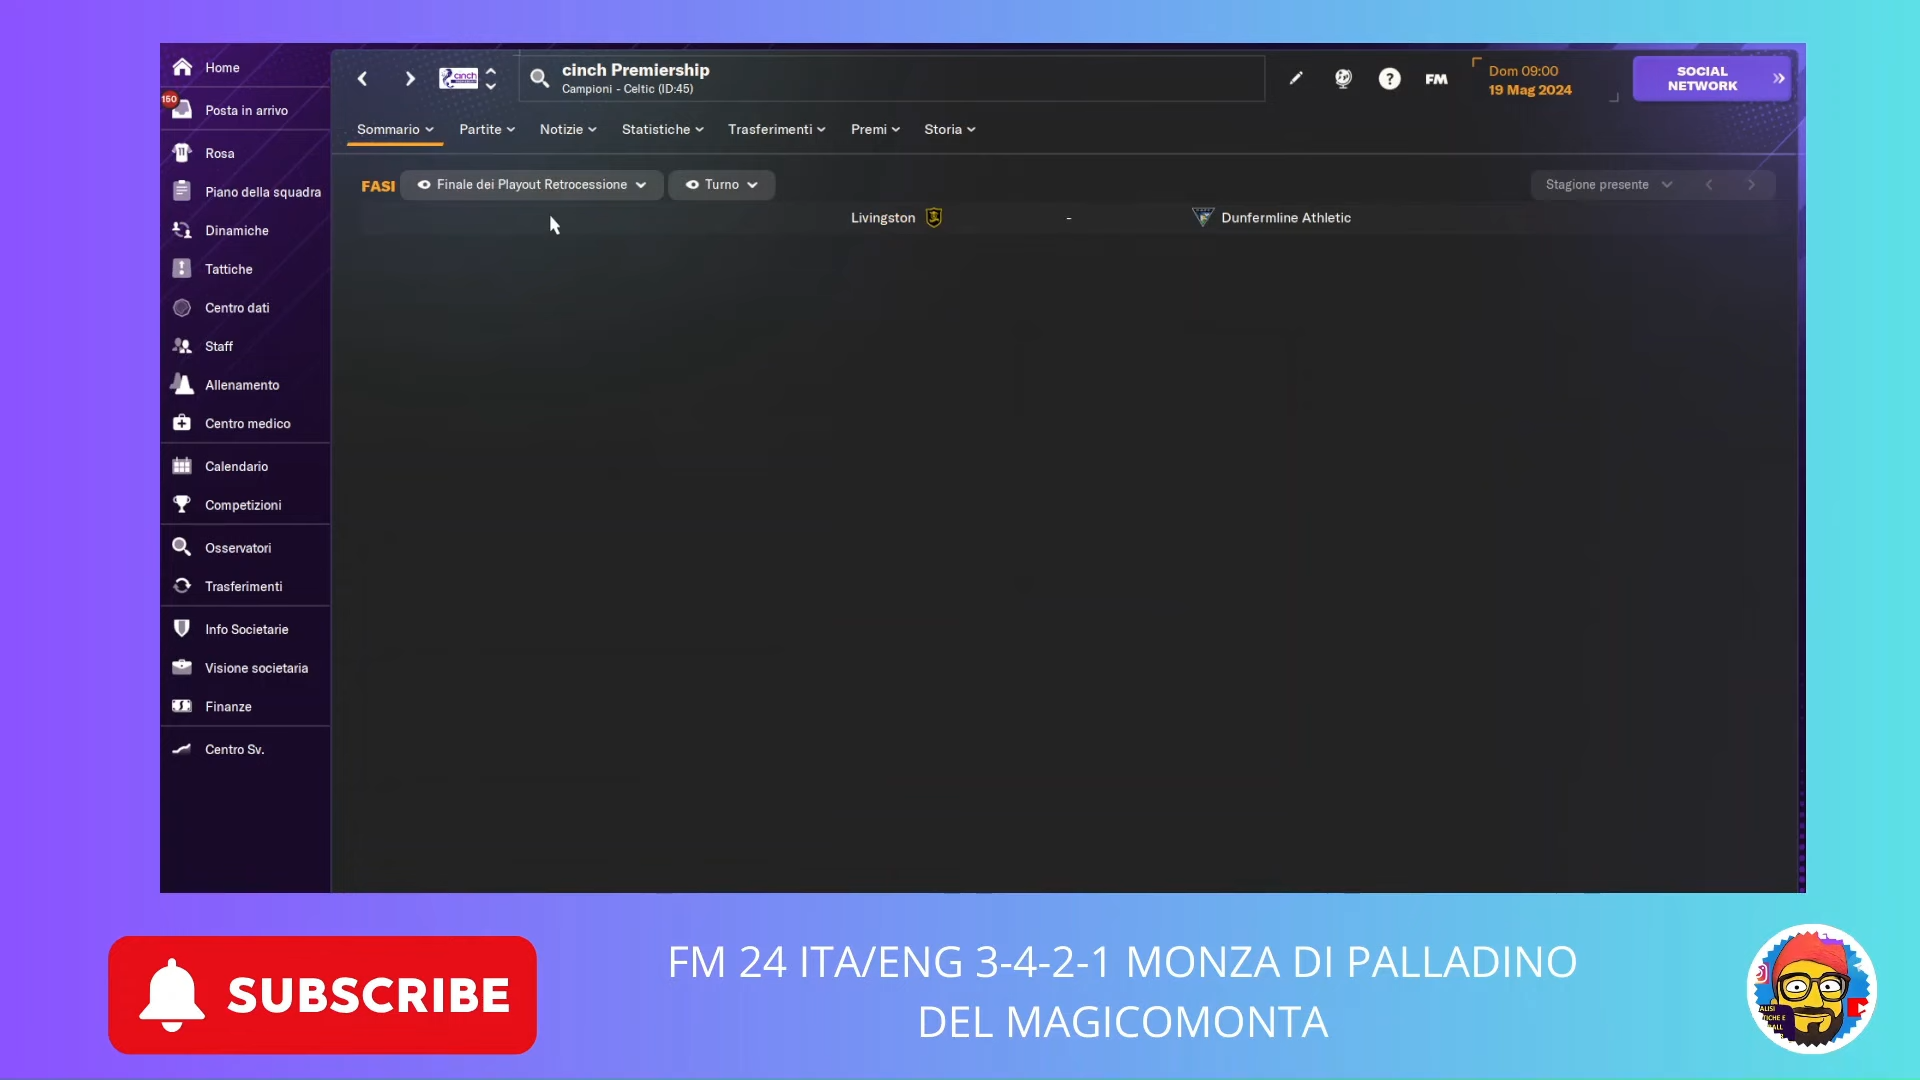 Home
150
Posta in arrivo
Rosa
Piano della squadra
Dinamiche
Tattiche
Centro dati
Staff
Allenamento
Centro medico
Calendario
Competizioni
Osservatori
Trasferimenti
Info Societarie
Visione societaria
Finanze
Centro Sv.
cinch
cinch Premiership
Campioni - Celtic (ID:45)
?
FM
Dom 09:00
19 Mag 2024
SOCIAL
NETWORK
Sommario Partite Notizie Statistiche Trasferimenti Premi Storia
FASI Finale dei Playout Retrocessione Turno Stagione presente
Livingston - Dunfermline Athletic
SUBSCRIBE
FM 24 ITA/ENG 3-4-2-1 MONZA DI PALLADINO
DEL MAGICOMONTA